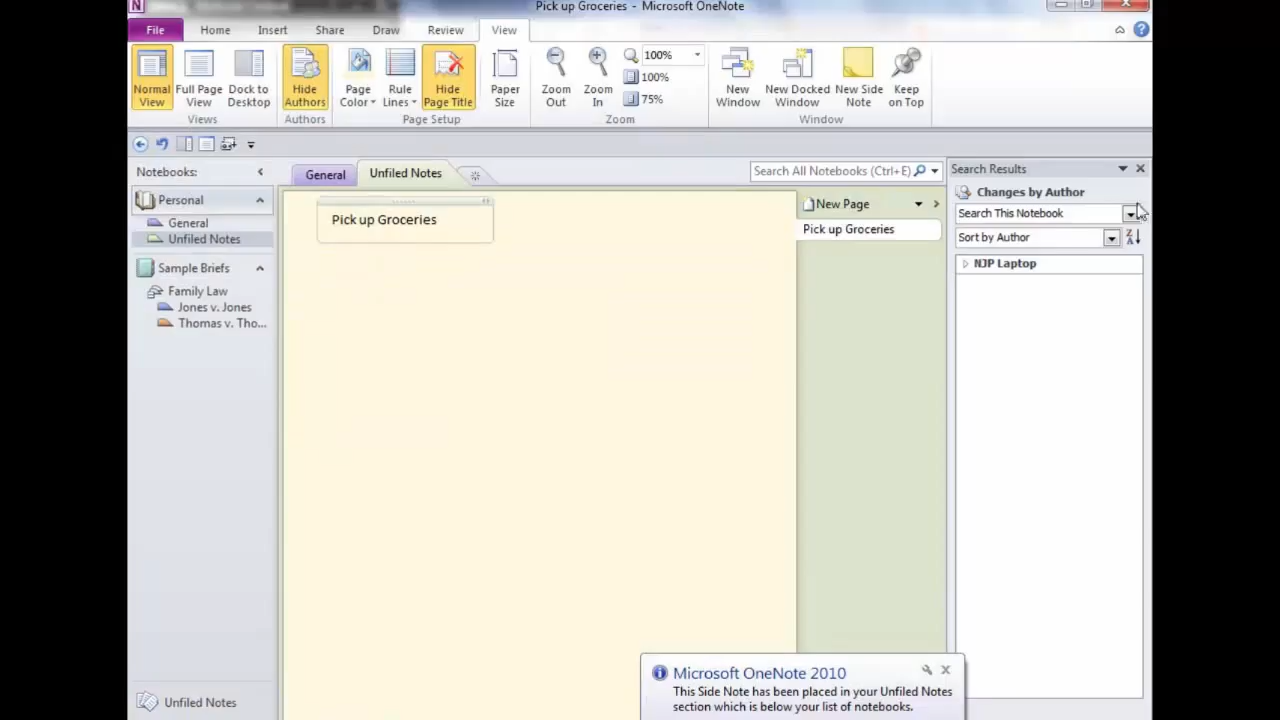 Pick up Groceries - Microsoft OneNote
File Home Insert Share Draw Review View
Normal View
Full Page View
Dock to Desktop
Hide Authors
Page Color
Rule Lines
Hide Page Title
Paper Size
Zoom Out
Zoom In
100%
100%
75%
New Window
New Docked Window
New Side Note
Keep on Top
Views Authors Page Setup Zoom Window
Notebooks:
Personal
General
Unfiled Notes
Sample Briefs
Family Law
Jones v. Jones
Thomas v. Tho...
Unfiled Notes
General Unfiled Notes
Search All Notebooks (Ctrl+E)
Pick up Groceries
New Page
Pick up Groceries
Search Results
Changes by Author
Search This Notebook
Sort by Author
NJP Laptop
Microsoft OneNote 2010
This Side Note has been placed in your Unfiled Notes
section which is below your list of notebooks.